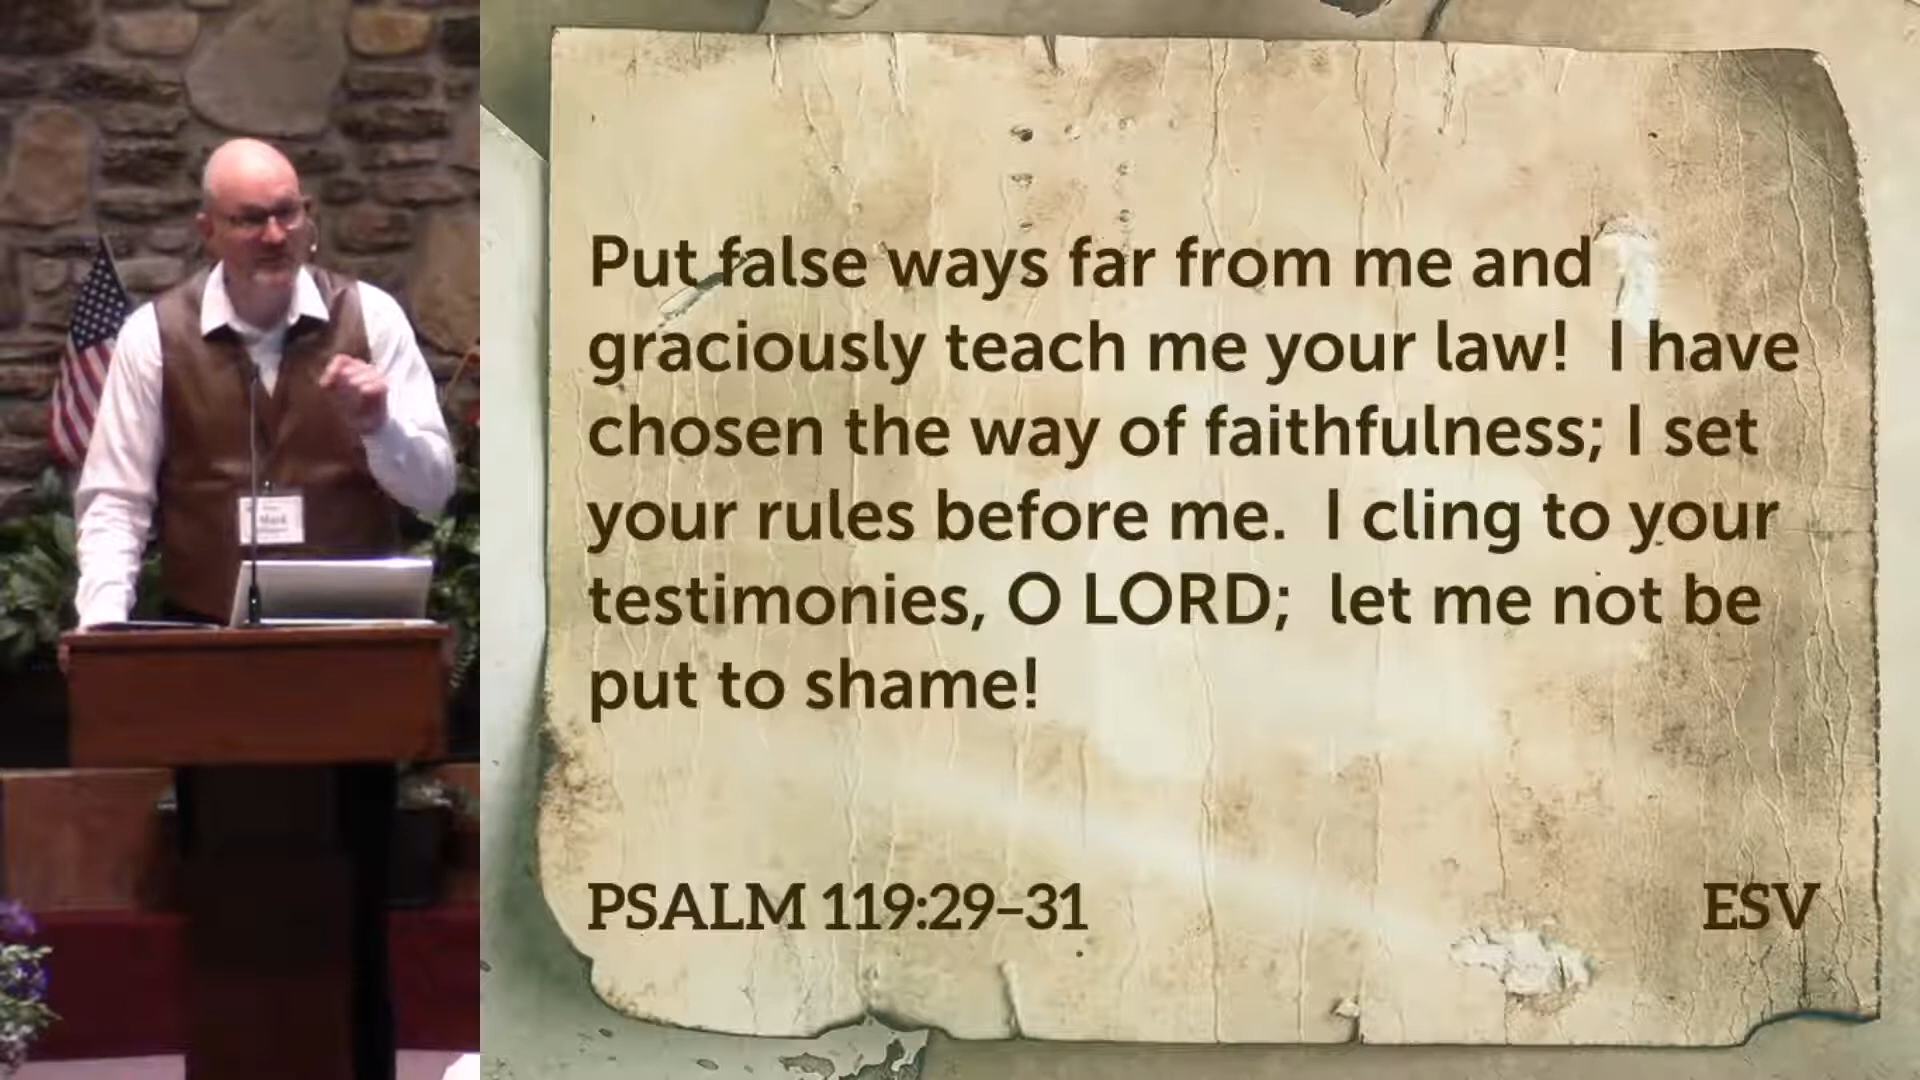 Put false ways far from me and
graciously teach me your law!  I have
chosen the way of faithfulness; I set
your rules before me.  I cling to your
testimonies, O LORD;  let me not be
put to shame!
PSALM 119:29–31
ESV
Mark